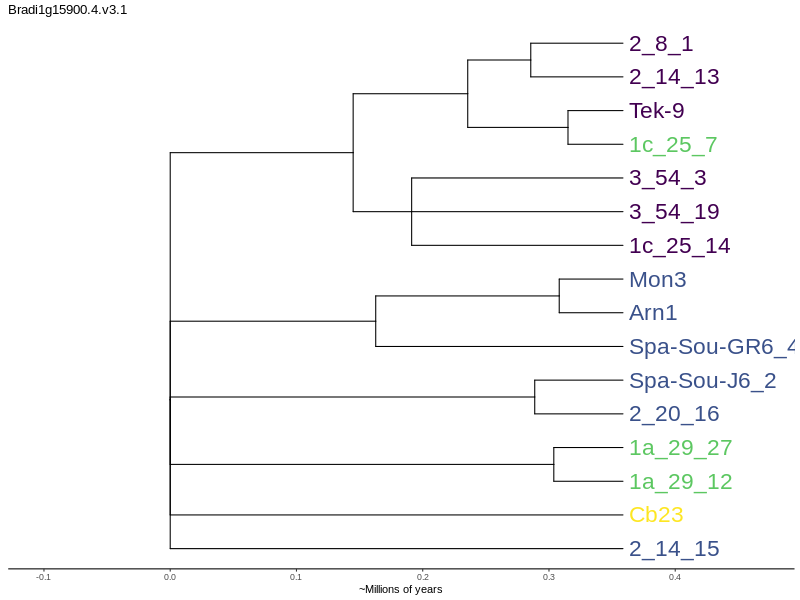 Bradi1g15900.4.v3.1
2_8_1
2_14_13
Tek-9
1c_25_7
3_54_3
3_54_19
1c_25_14
Mon3
Arn1
Spa-Sou-GR6_4
Spa-Sou-J6_2
2_20_16
1a_29_27
1a_29_12
Cb23
2_14_15
-0.1 0.0 0.1 0.2 0.3 0.4
~Millions of years